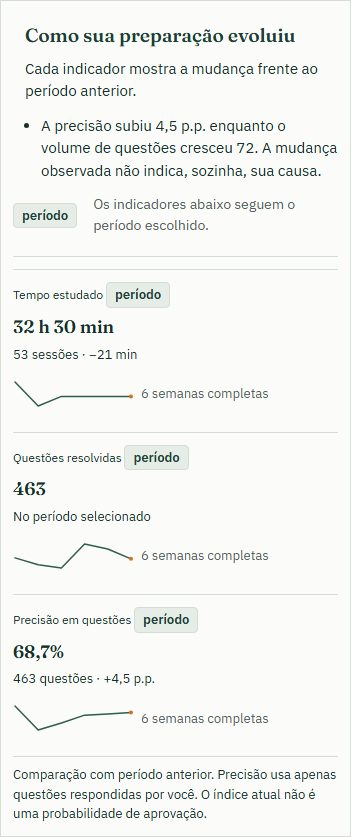 Como sua preparação evoluiu
Cada indicador mostra a mudança frente ao
período anterior.
• A precisão subiu 4,5 p.p. enquanto o
volume de questões cresceu 72. A mudança
observada não indica, sozinha, sua causa.
período
Os indicadores abaixo seguem o
período escolhido.
Tempo estudado período
32 h 30 min
53 sessões · −21 min
6 semanas completas
Questões resolvidas período
463
No período selecionado
6 semanas completas
Precisão em questões período
68,7%
463 questões · +4,5 p.p.
6 semanas completas
Comparação com período anterior. Precisão usa apenas
questões respondidas por você. O índice atual não é
uma probabilidade de aprovação.